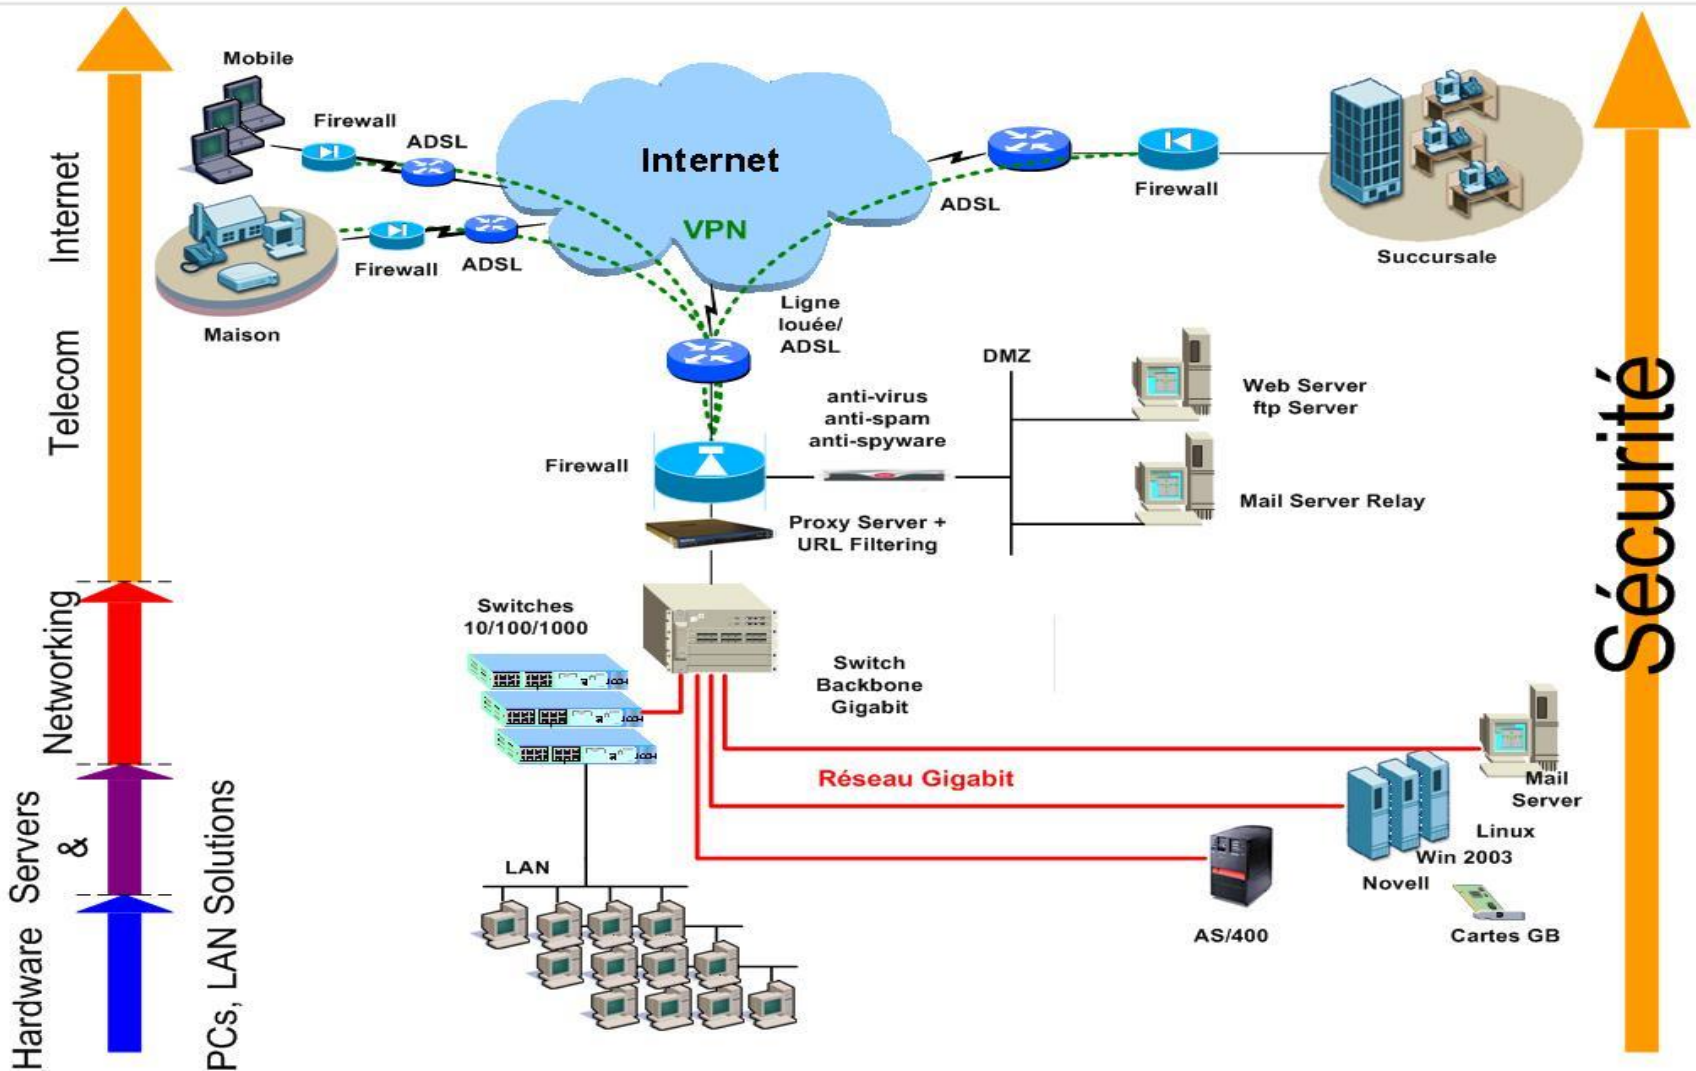 Mobile
Firewall
ADSL
Internet
VPN
ADSL
Firewall
Succursale
Firewall
ADSL
Maison
Ligne
louée/
ADSL
DMZ
Web Server
ftp Server
anti-virus
anti-spam
anti-spyware
Firewall
Mail Server Relay
Proxy Server +
URL Filtering
Switches
10/100/1000
Switch
Backbone
Gigabit
Réseau Gigabit
Mail
Server
Linux
Win 2003
Novell
LAN
AS/400
Cartes GB
Internet
Telecom
Networking
Servers
&
Hardware
PCs, LAN Solutions
Sécurité